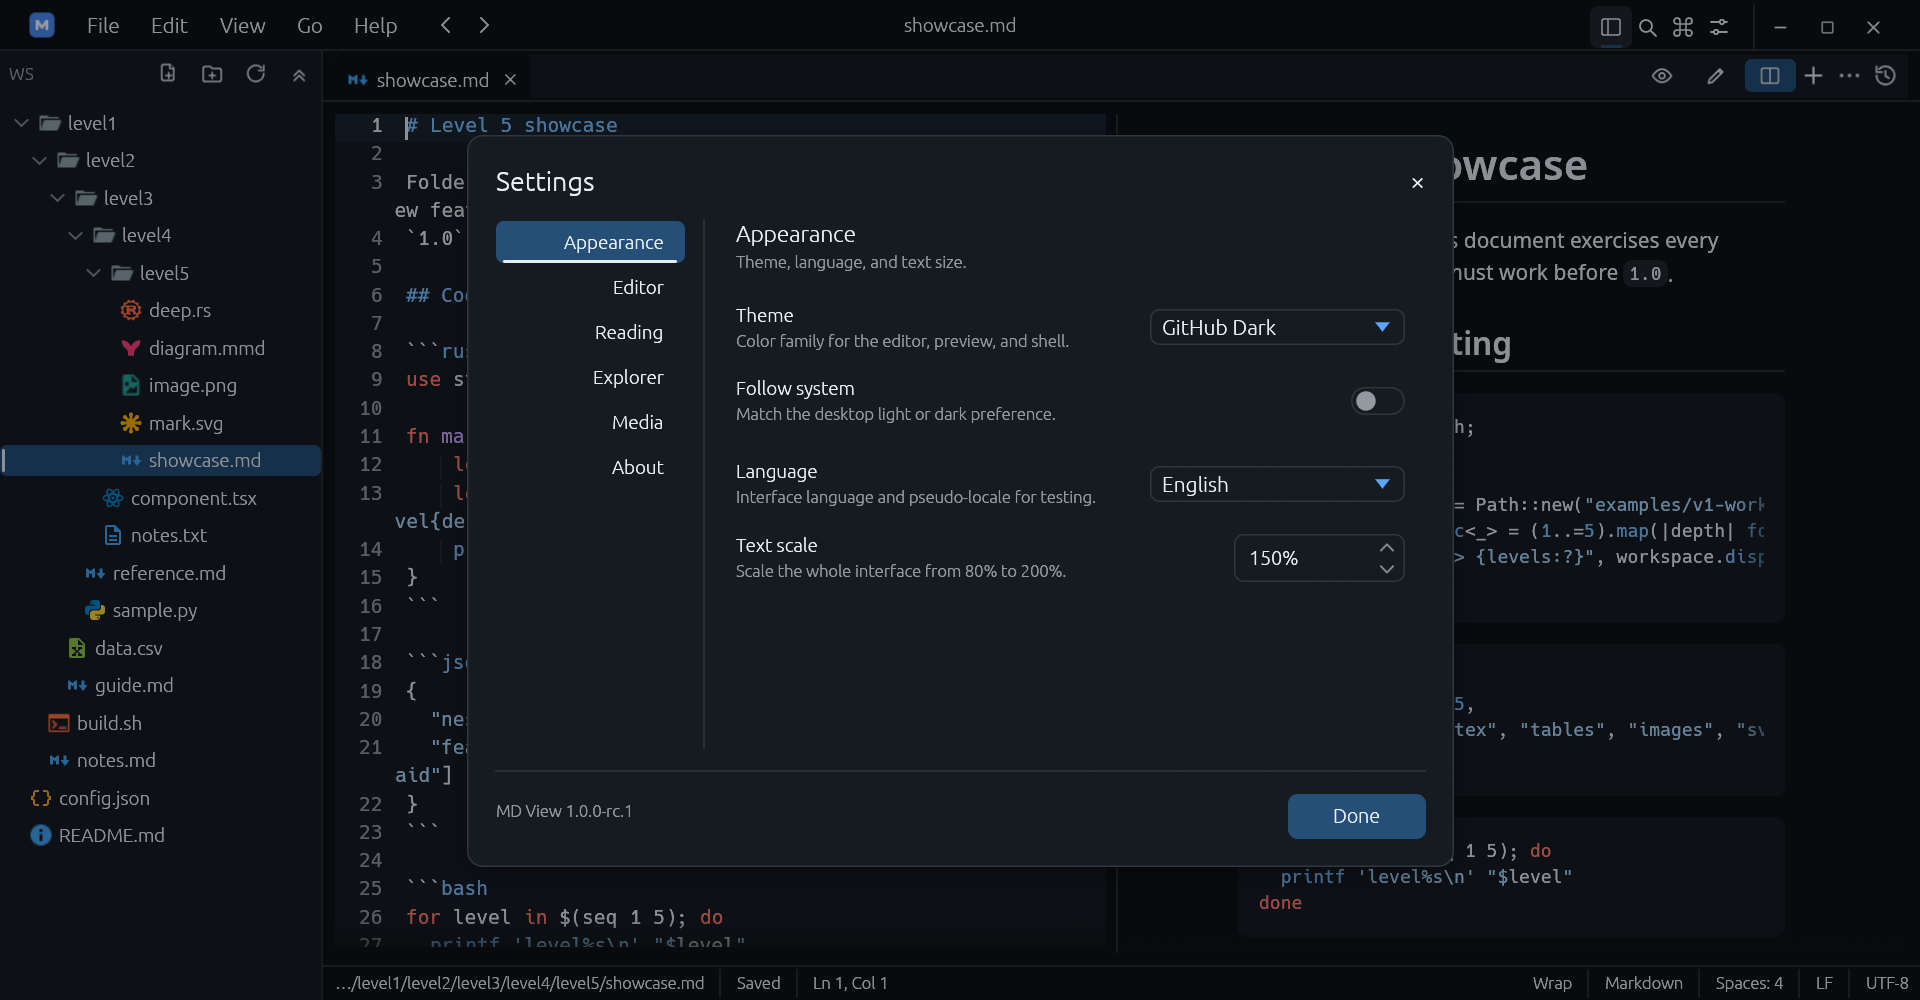 M File Edit View Go Help
showcase.md
WS
level1
level2
level3
level4
level5
deep.rs
diagram.mmd
image.png
mark.svg
showcase.md
component.tsx
notes.txt
reference.md
sample.py
data.csv
guide.md
build.sh
notes.md
config.json
README.md
showcase.md
1 # Level 5 showcase
2
3 Folde
ew fea
4 `1.0`
5
6 ## Co
7
8 ```rus
9 use s
10
11 fn ma
12 l
13 l
vel{de
14 p
15 }
16 ```
17
18 ```jso
19 {
20 "nes
21 "fea
aid"]
22 }
23 ```
24
25 ```bash
26 for level in $(seq 1 5); do
27 printf 'level%s\n' "$level"
Settings
Appearance
Editor
Reading
Explorer
Media
About
Appearance
Theme, language, and text size.
Theme
Color family for the editor, preview, and shell.
GitHub Dark
Follow system
Match the desktop light or dark preference.
Language
Interface language and pseudo-locale for testing.
English
Text scale
Scale the whole interface from 80% to 200%.
150%
MD View 1.0.0-rc.1
Done
owcase
s document exercises every
must work before 1.0.
ting
h;
= Path::new("examples/v1-work
c<_> = (1..=5).map(|depth| fo
> {levels:?}", workspace.disp
5,
tex", "tables", "images", "sv
1 5); do
printf 'level%s\n' "$level"
done
…/level1/level2/level3/level4/level5/showcase.md
Saved
Ln 1, Col 1
Wrap
Markdown
Spaces: 4
LF
UTF-8